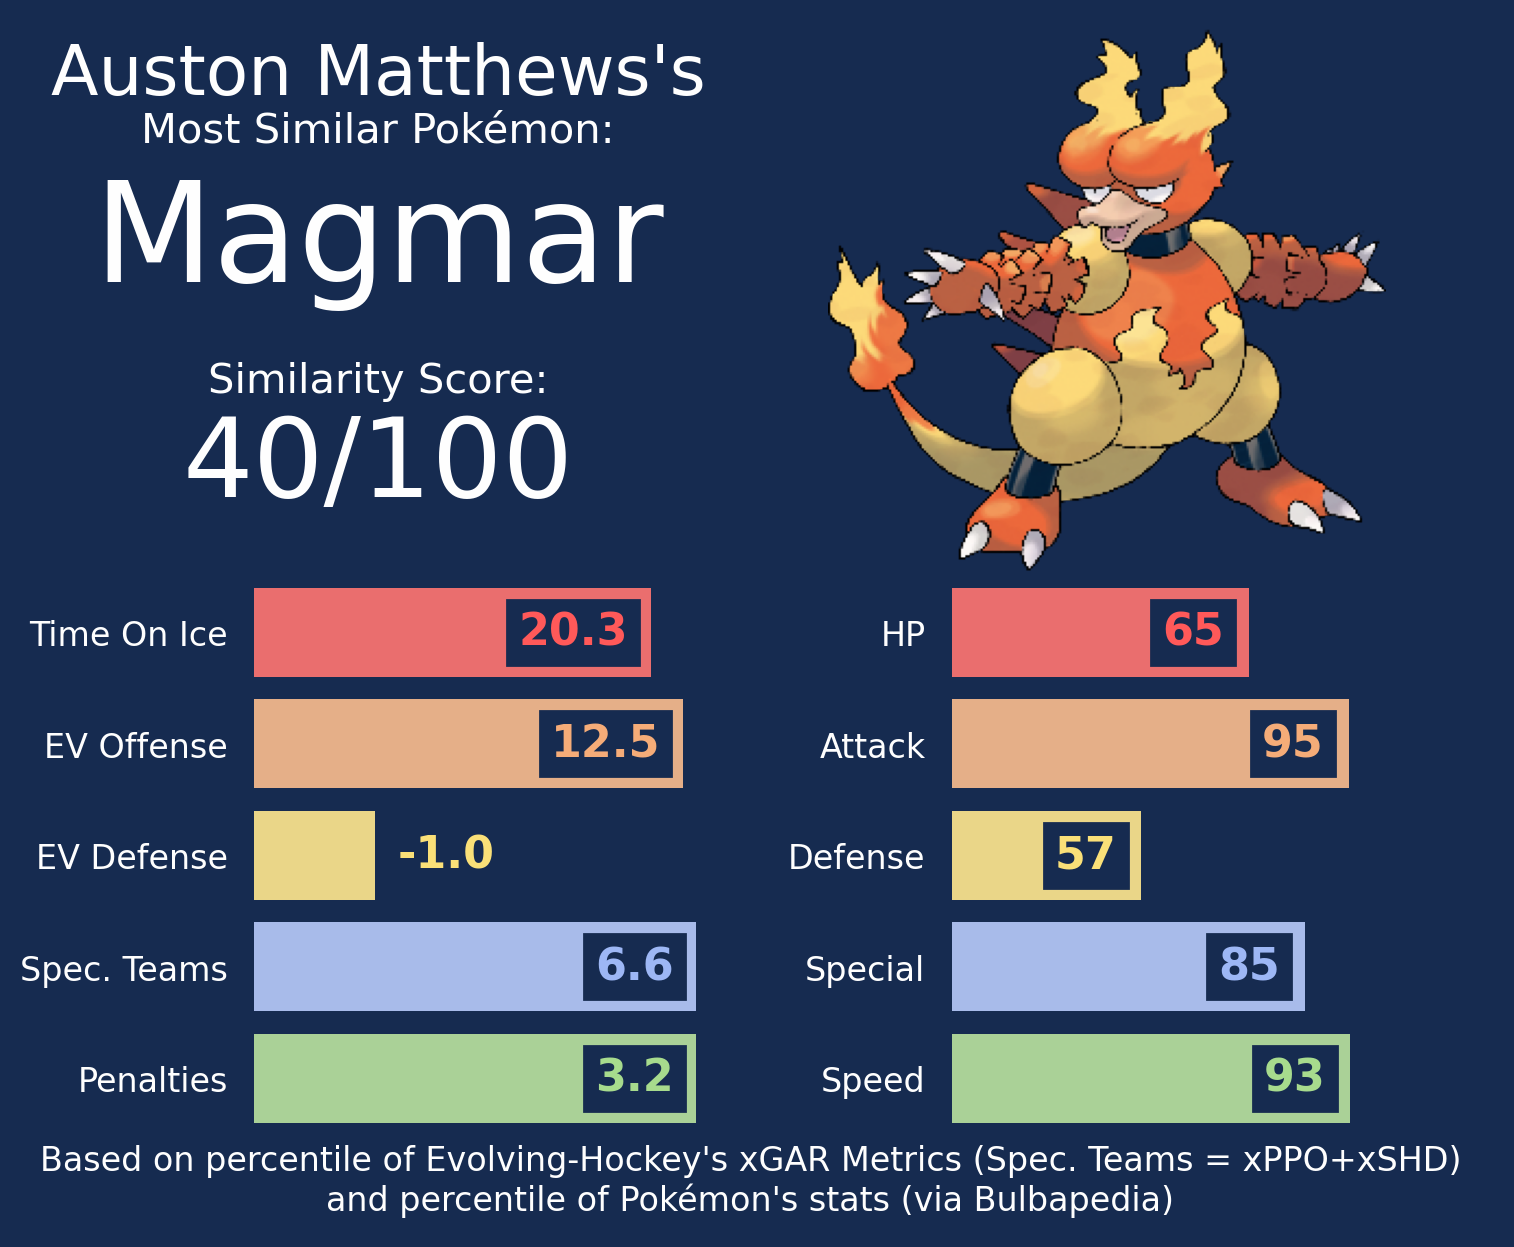 Auston Matthews's
Most Similar Pokémon:
Magmar
Similarity Score:
40/100
Time On Ice 20.3
EV Offense 12.5
EV Defense -1.0
Spec. Teams 6.6
Penalties 3.2
HP 65
Attack 95
Defense 57
Special 85
Speed 93
Based on percentile of Evolving-Hockey's xGAR Metrics (Spec. Teams = xPPO+xSHD)
and percentile of Pokémon's stats (via Bulbapedia)